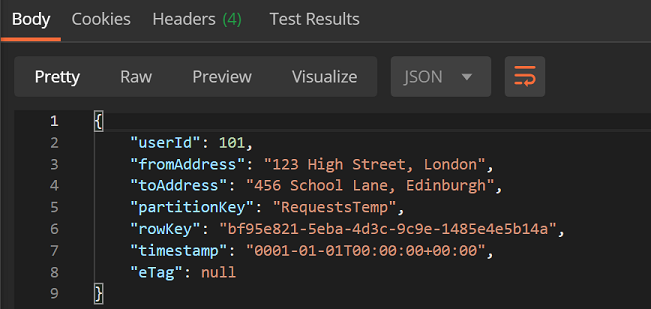 Body Cookies Headers (4) Test Results
Pretty Raw Preview Visualize JSON
1 {
2 "userId": 101,
3 "fromAddress": "123 High Street, London",
4 "toAddress": "456 School Lane, Edinburgh",
5 "partitionKey": "RequestsTemp",
6 "rowKey": "bf95e821-5eba-4d3c-9c9e-1485e4e5b14a",
7 "timestamp": "0001-01-01T00:00:00+00:00",
8 "eTag": null
9 }